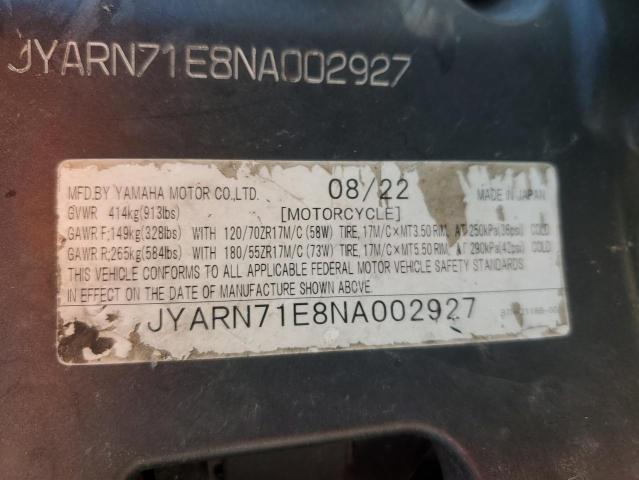 JYARN71E8NA002927
MFD.BY YAMAHA MOTOR CO.,LTD. 08/22 MADE IN JAPAN
GVWR 414kg(913lbs) [MOTORCYCLE]
GAWR F;149kg(328lbs) WITH 120/70ZR17M/C (58W) TIRE,17M/C×MT3.50 RIM, AT 250kPa(36psi) COLD
GAWR R;265kg(584lbs) WITH 180/55ZR17M/C (73W) TIRE,17M/C×MT5.50 RIM, AT 290kPa(42psi) COLD
THIS VEHICLE CONFORMS TO ALL APPLICABLE FEDERAL MOTOR VEHICLE SAFETY STANDARDS
IN EFFECT ON THE DATE OF MANUFACTURE SHOWN ABOVE.
JYARN71E8NA002927